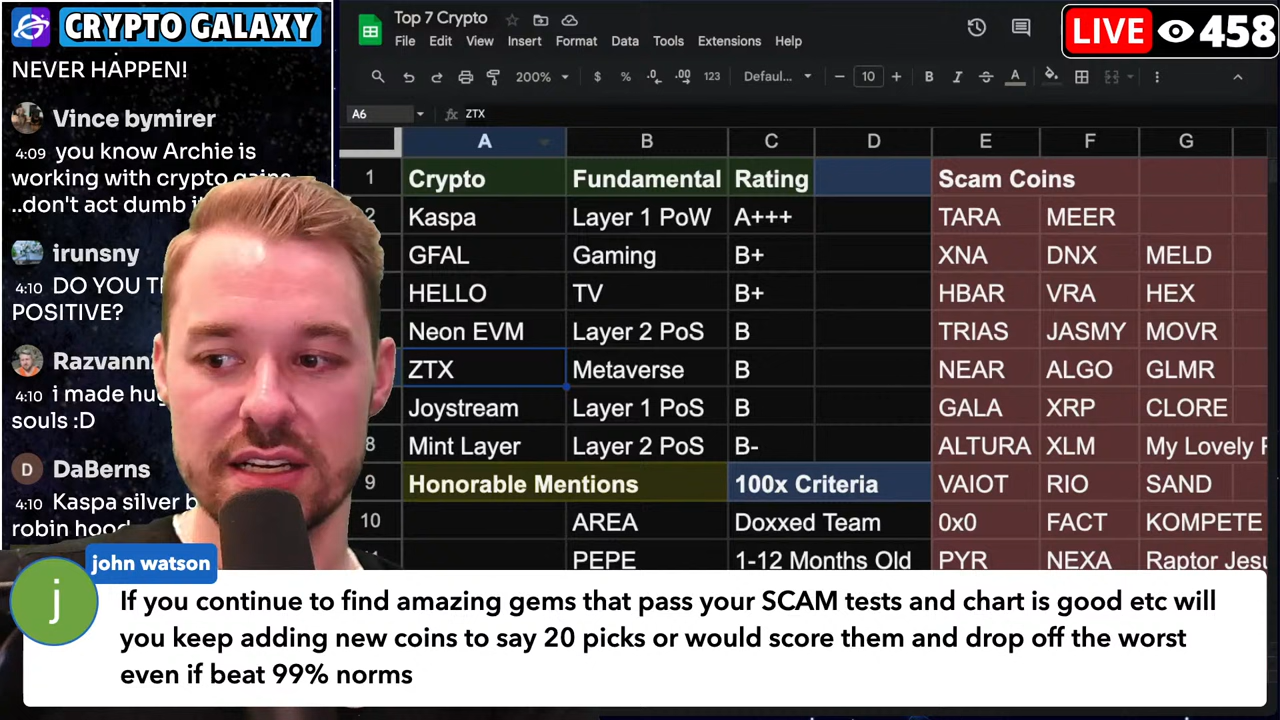 CRYPTO GALAXY
NEVER HAPPEN!
Vince bymirer
4:09 you know Archie is
working with crypto gains
..don't act dumb
irunsny
4:10 DO YOU
POSITIVE?
4:10 i made
souls :D
D DaBerns
4:10 Kaspa silver
robin hood
Top 7 Crypto
File Edit View Insert Format Data Tools Extensions Help
LIVE 458
200% $ % .0 .00 123 Defaul... - 10 + B I S A
A6 fx ZTX
A B C D E F G
1 Crypto Fundamental Rating Scam Coins
2 Kaspa Layer 1 PoW A+++ TARA MEER
GFAL Gaming B+ XNA DNX MELD
HELLO TV B+ HBAR VRA HEX
Neon EVM Layer 2 PoS B TRIAS JASMY MOVR
ZTX Metaverse B NEAR ALGO GLMR
Joystream Layer 1 PoS B GALA XRP CLORE
8 Mint Layer Layer 2 PoS B- ALTURA XLM My Lovely
9 Honorable Mentions 100x Criteria VAIOT RIO SAND
10 AREA Doxxed Team 0x0 FACT KOMPETE
PEPE 1-12 Months Old PYR NEXA Raptor
john watson
j
If you continue to find amazing gems that pass your SCAM tests and chart is good etc will
you keep adding new coins to say 20 picks or would score them and drop off the worst
even if beat 99% norms